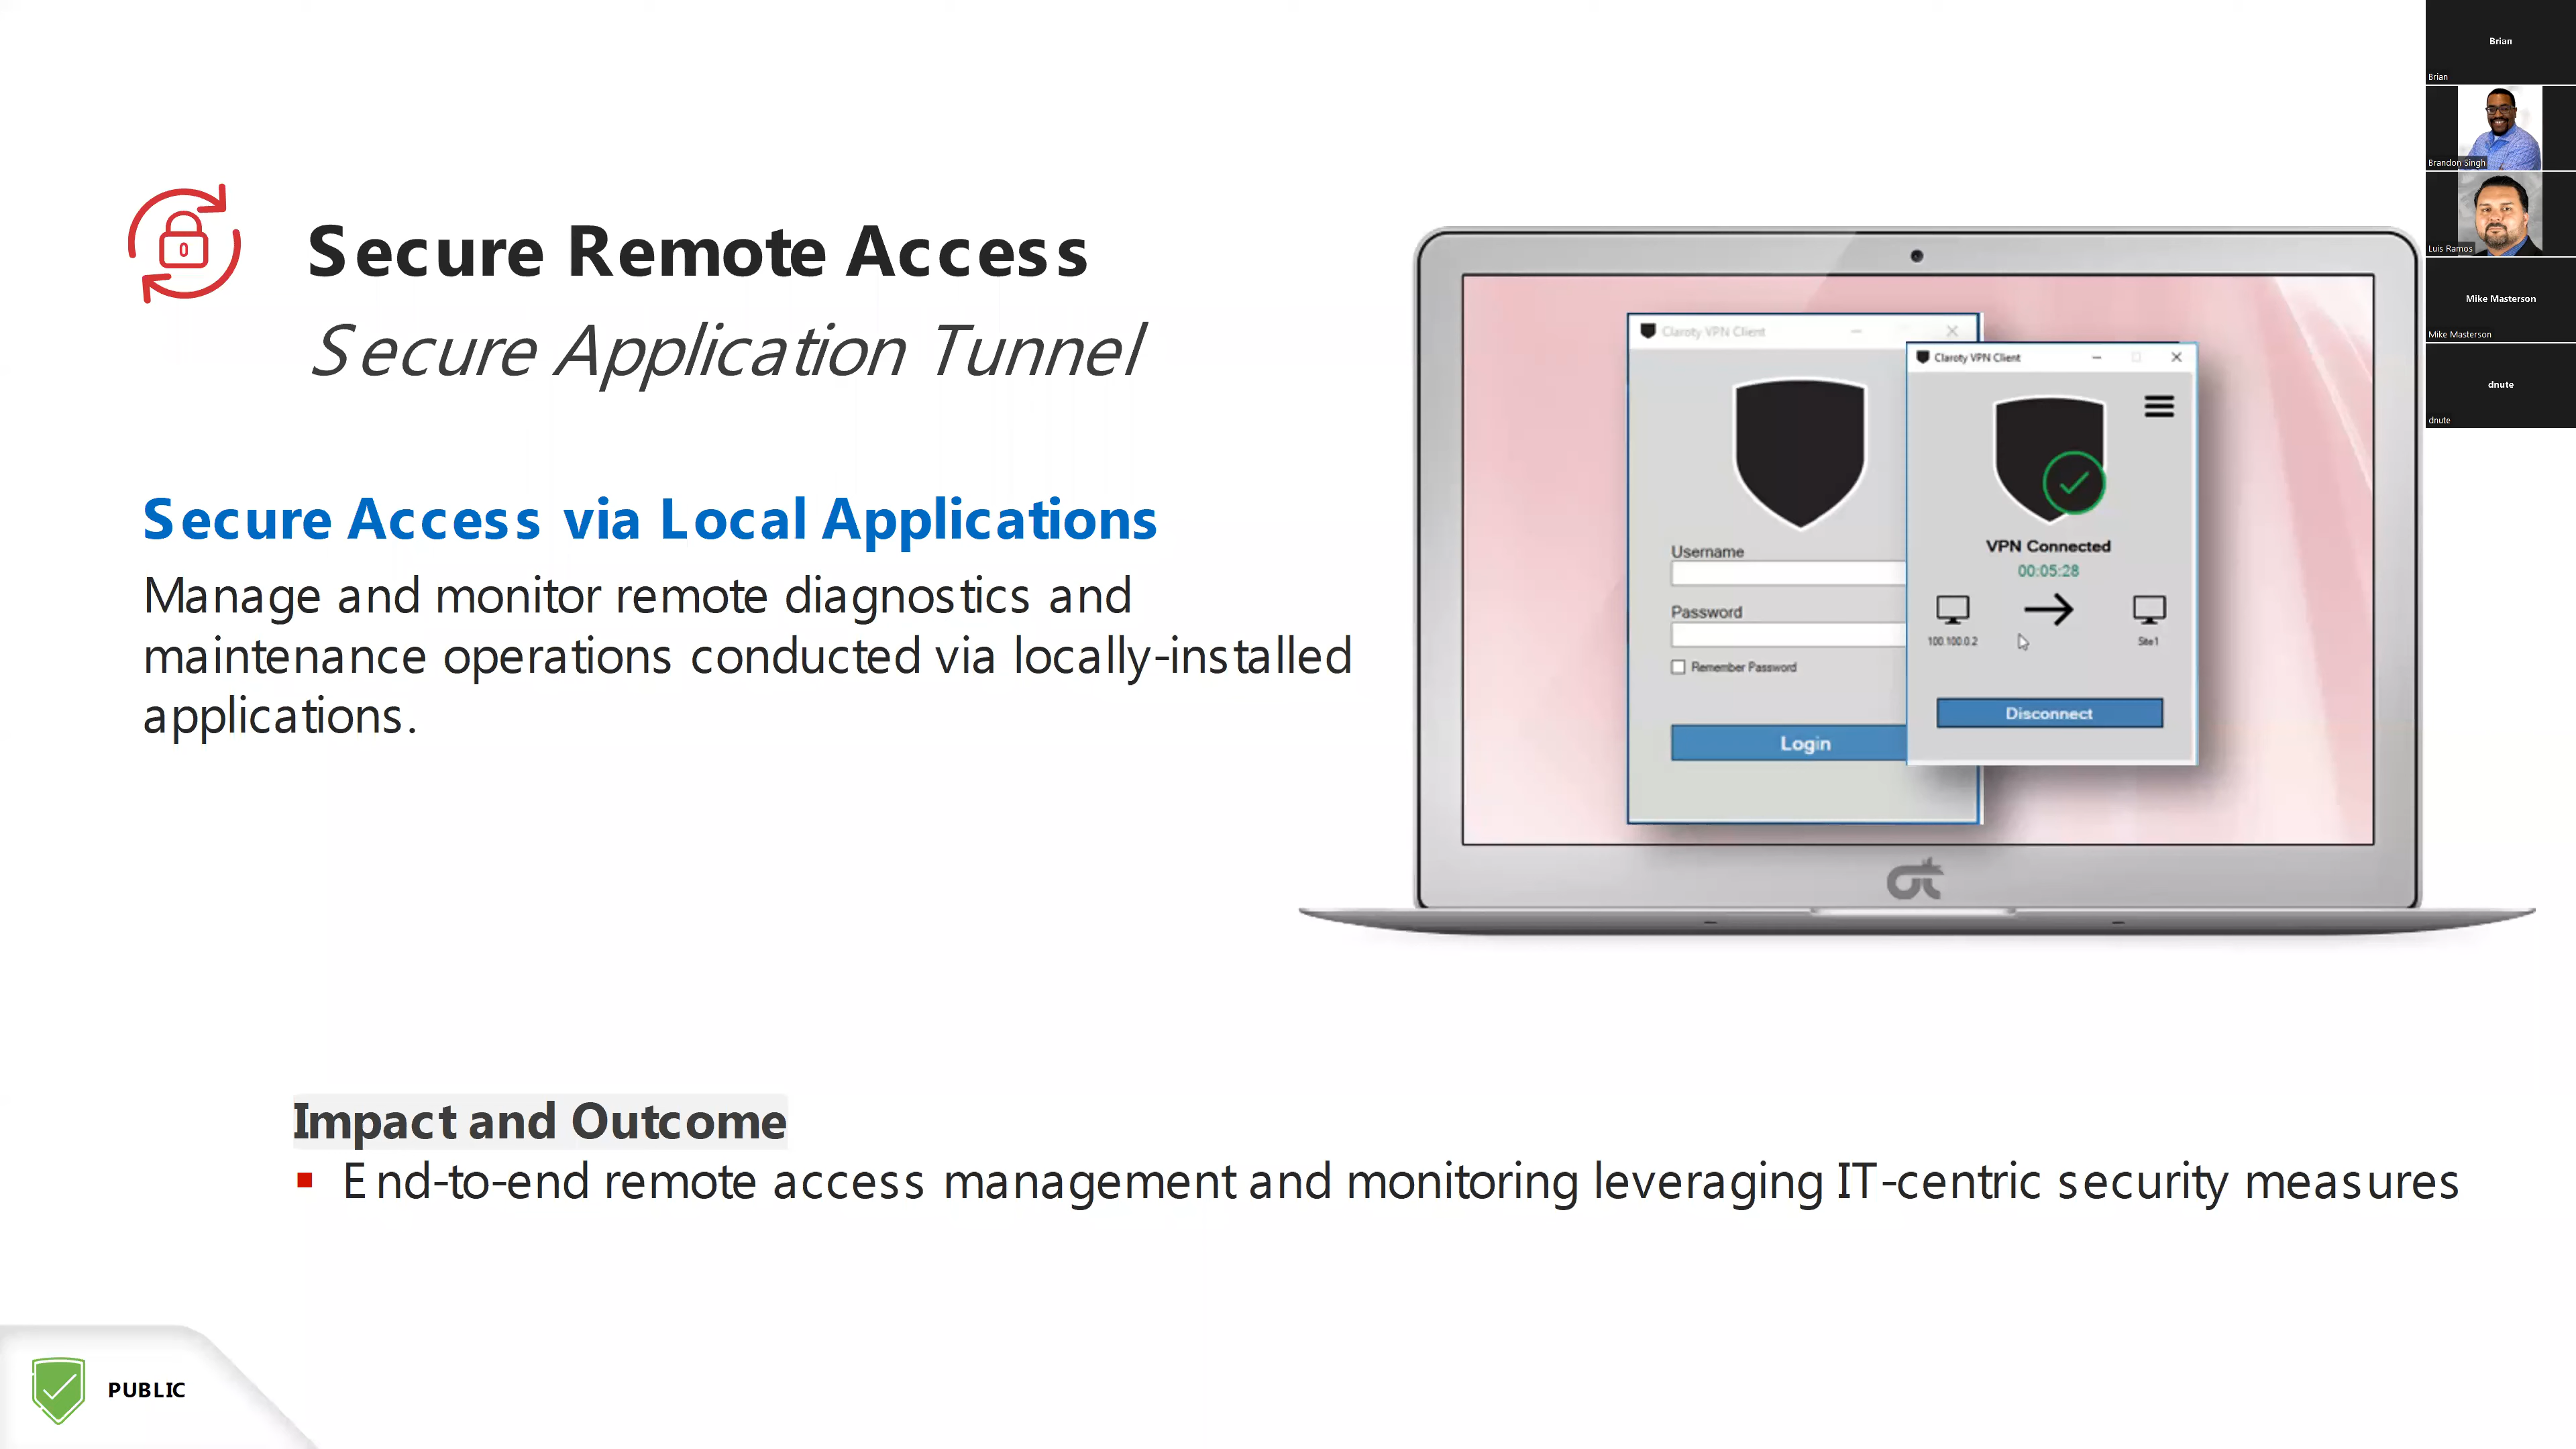 Secure Remote Access
Secure Application Tunnel
Secure Access via Local Applications
Manage and monitor remote diagnostics and
maintenance operations conducted via locally-installed
applications.
Claroty VPN Client
Username
Password
Remember Password
Login
Claroty VPN Client
VPN Connected
00:05:28
100.100.0.2
Site1
Disconnect
ot
Impact and Outcome
End-to-end remote access management and monitoring leveraging IT-centric security measures
PUBLIC
Brian
Brian
Brandon Singh
Luis Ramos
Mike Masterson
Mike Masterson
dnute
dnute